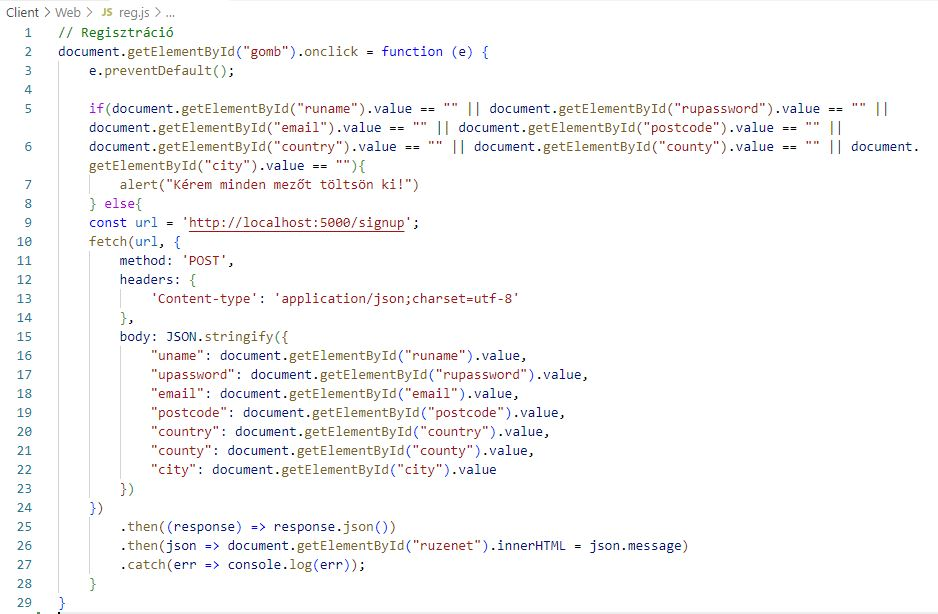 Client > Web > JS reg.js > ...
1 // Regisztráció
2 document.getElementById("gomb").onclick = function (e) {
3 e.preventDefault();
4
5 if(document.getElementById("runame").value == "" || document.getElementById("rupassword").value == "" ||
document.getElementById("email").value == "" || document.getElementById("postcode").value == "" ||
6 document.getElementById("country").value == "" || document.getElementById("county").value == "" || document.
getElementById("city").value == ""){
7 alert("Kérem minden mezőt töltsön ki!")
8 } else{
9 const url = 'http://localhost:5000/signup';
10 fetch(url, {
11 method: 'POST',
12 headers: {
13 'Content-type': 'application/json;charset=utf-8'
14 },
15 body: JSON.stringify({
16 "uname": document.getElementById("runame").value,
17 "upassword": document.getElementById("rupassword").value,
18 "email": document.getElementById("email").value,
19 "postcode": document.getElementById("postcode").value,
20 "country": document.getElementById("country").value,
21 "county": document.getElementById("county").value,
22 "city": document.getElementById("city").value
23 })
24 })
25 .then((response) => response.json())
26 .then(json => document.getElementById("ruzenet").innerHTML = json.message)
27 .catch(err => console.log(err));
28 }
29 }